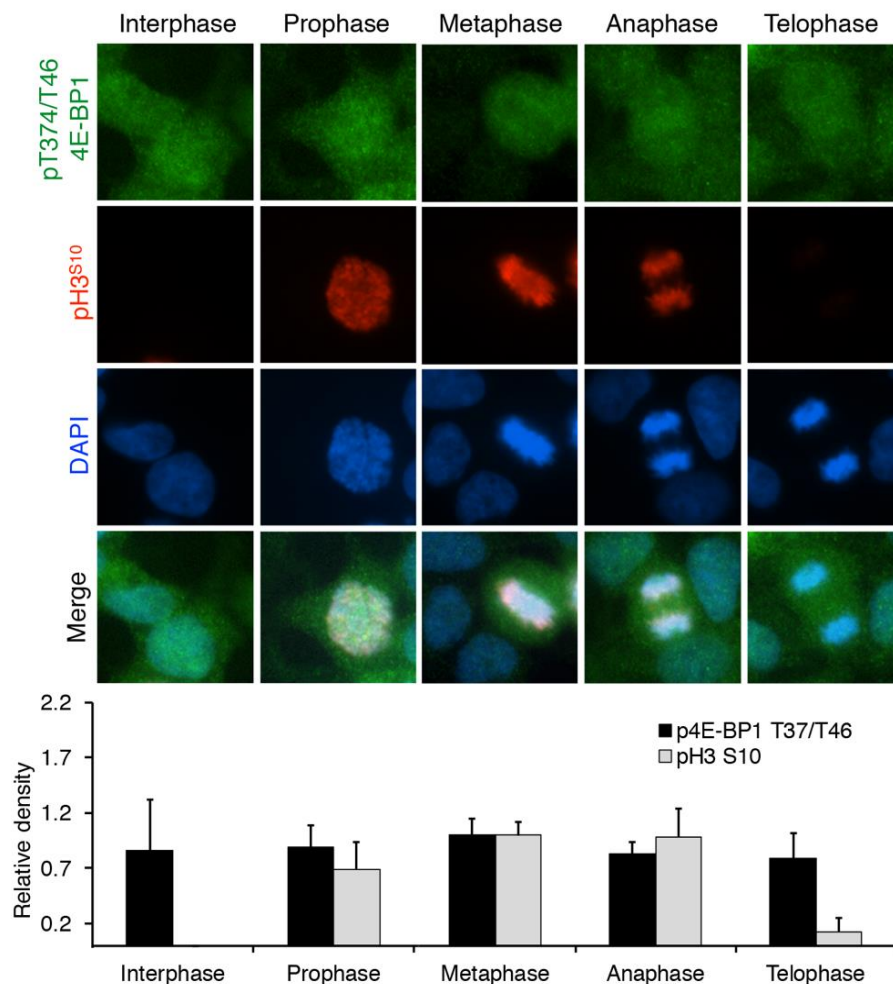 Interphase Prophase Metaphase Anaphase Telophase
pT374/T46
4E-BP1
pH3S10
DAPI
Merge
2.2
1.7
1.2
0.7
0.2
Relative density
p4E-BP1 T37/T46
pH3 S10
Interphase Prophase Metaphase Anaphase Telophase